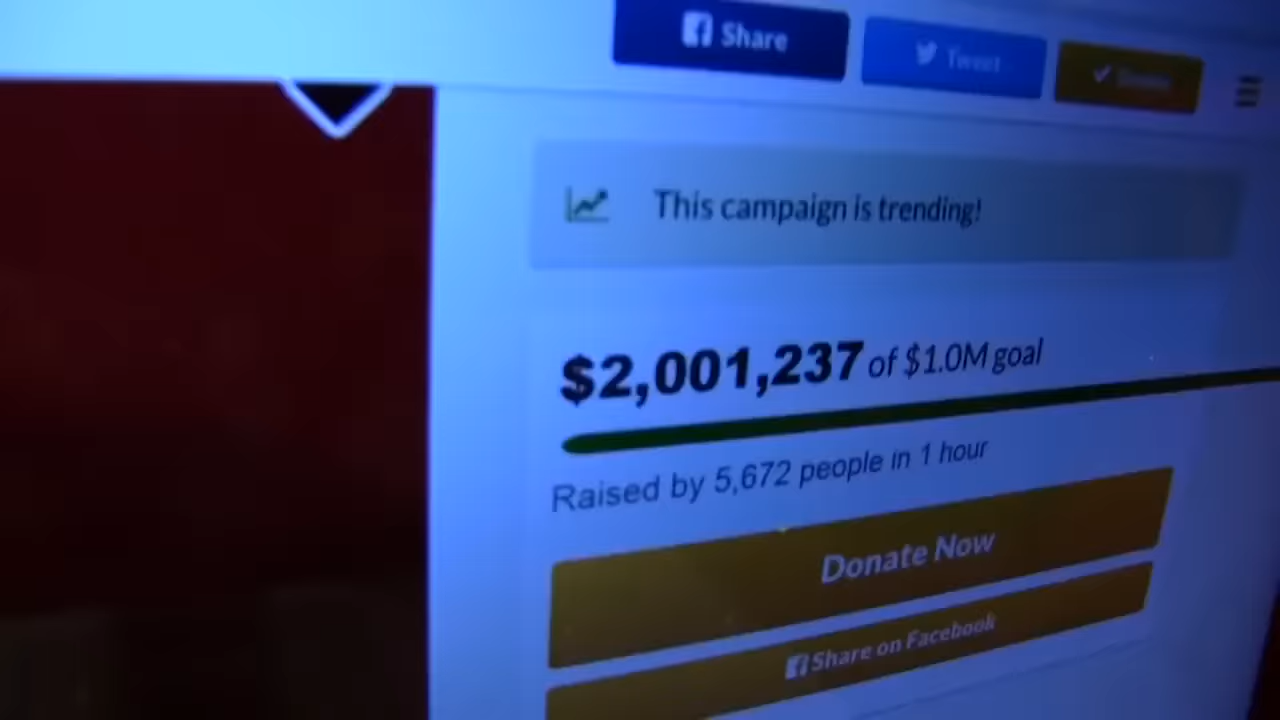 Share
Tweet
This campaign is trending!
$2,001,237 of $1.0M goal
Raised by 5,672 people in 1 hour
Donate Now
Share on Facebook